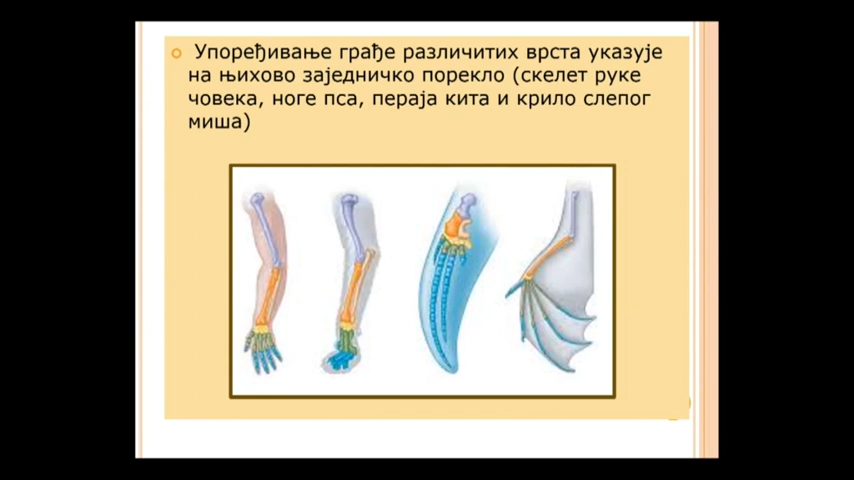 Упоређивање грађе различитих врста указује
на њихово заједничко порекло (скелет руке
човека, ноге пса, пераја кита и крило слепог
миша)